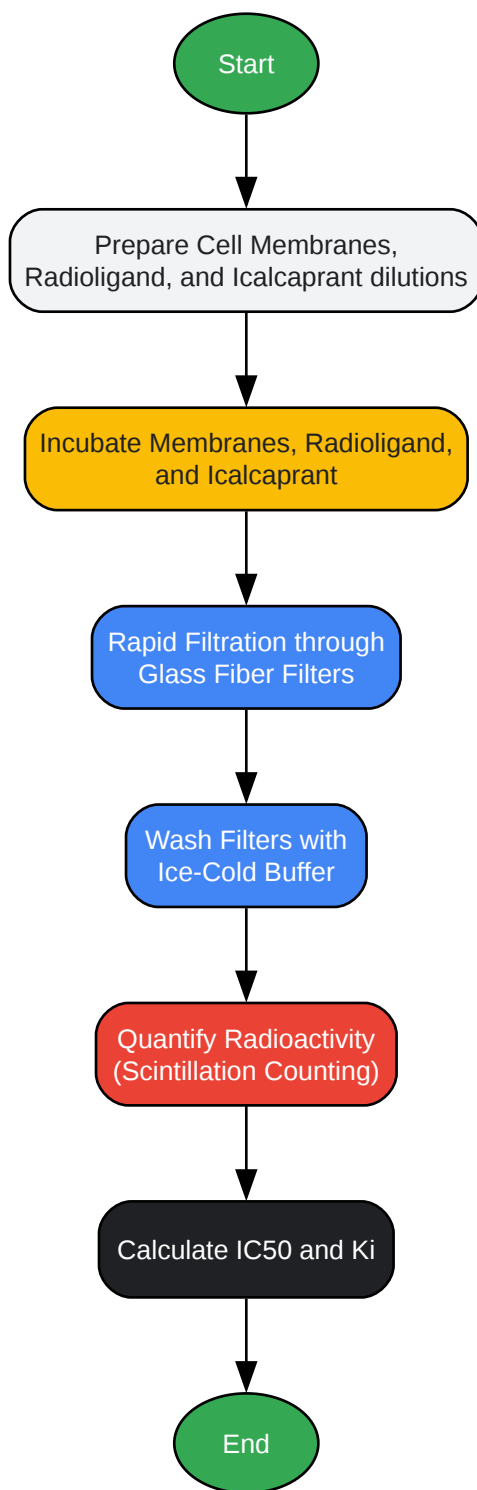 Start
Prepare Cell Membranes,
Radioligand, and Icalcaprant dilutions
Incubate Membranes, Radioligand,
and Icalcaprant
Rapid Filtration through
Glass Fiber Filters
Wash Filters with
Ice-Cold Buffer
Quantify Radioactivity
(Scintillation Counting)
Calculate IC50 and Ki
End